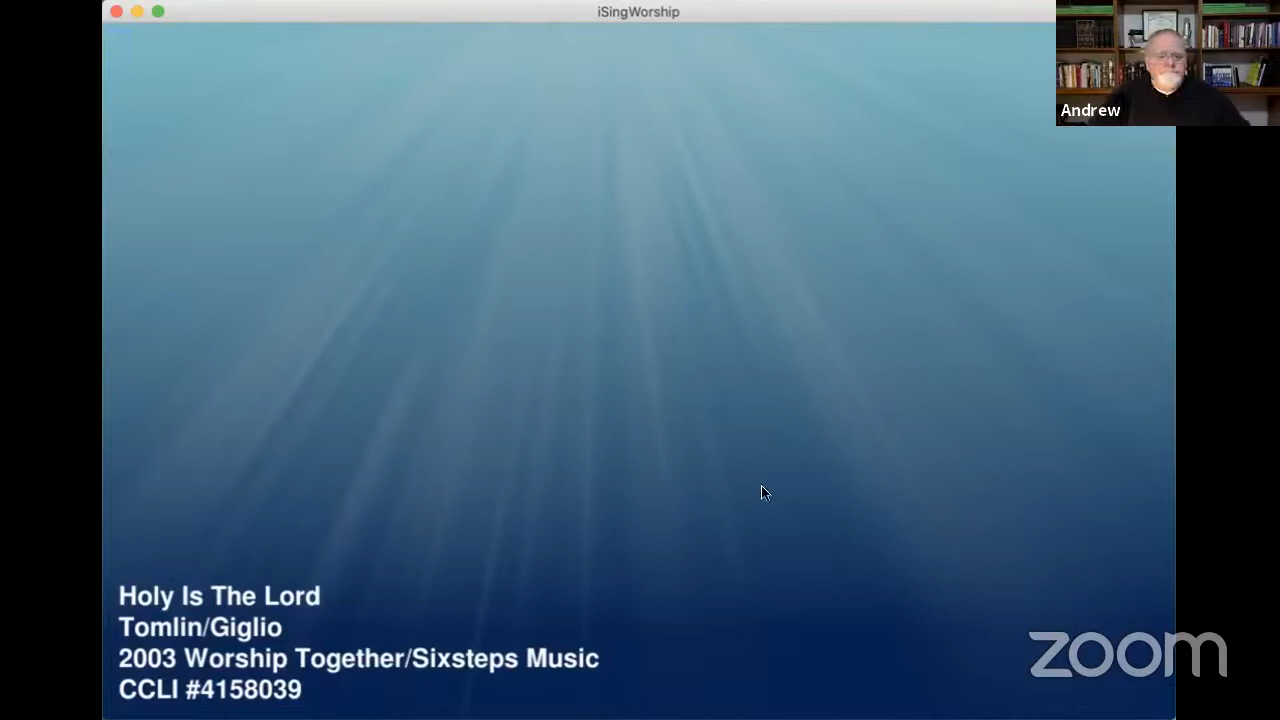 iSingWorship
Andrew
Holy Is The Lord
Tomlin/Giglio
2003 Worship Together/Sixsteps Music
CCLI #4158039
zoom